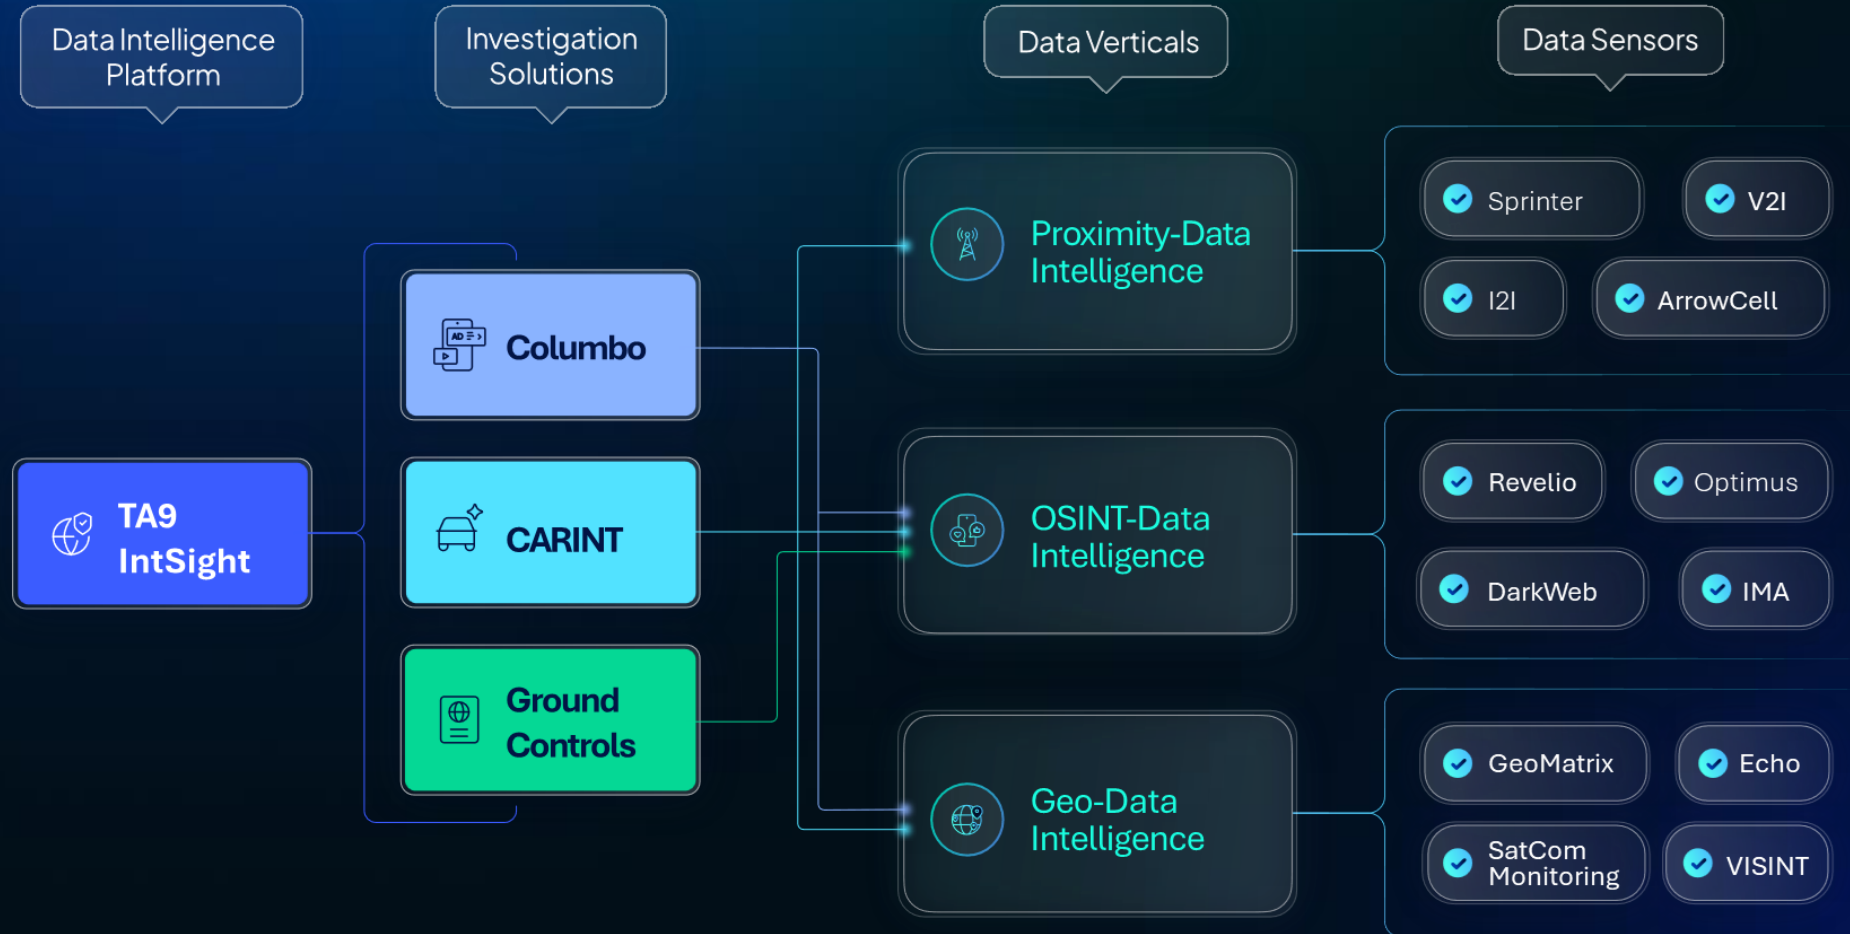 Data Intelligence
Platform
Investigation
Solutions
Data Verticals
Data Sensors
TA9
IntSight
Columbo
AD
CARINT
Ground
Controls
Proximity-Data
Intelligence
OSINT-Data
Intelligence
Geo-Data
Intelligence
Sprinter
V2I
I2I
ArrowCell
Revelio
Optimus
DarkWeb
IMA
GeoMatrix
Echo
SatCom
Monitoring
VISINT